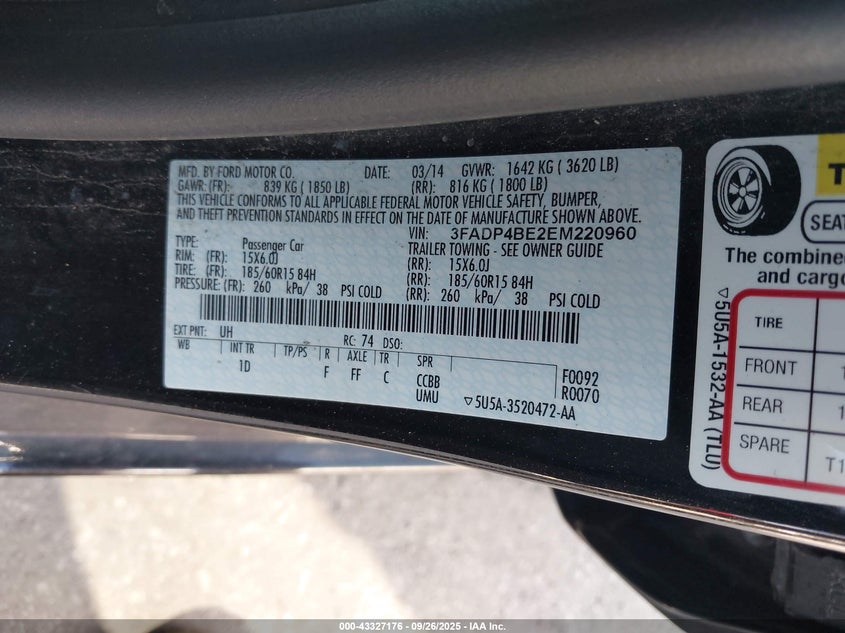 MFD. BY FORD MOTOR CO. DATE: 03/14 GVWR: 1642 KG ( 3620 LB)
GAWR: (FR): 839 KG ( 1850 LB) (RR): 816 KG ( 1800 LB)
THIS VEHICLE CONFORMS TO ALL APPLICABLE FEDERAL MOTOR VEHICLE SAFETY, BUMPER,
AND THEFT PREVENTION STANDARDS IN EFFECT ON THE DATE OF MANUFACTURE SHOWN ABOVE.
VIN: 3FADP4BE2EM220960
TYPE: Passenger Car TRAILER TOWING - SEE OWNER GUIDE
RIM: (FR): 15X6.0J (RR): 15X6.0J
TIRE: (FR): 185/60R15 84H (RR): 185/60R15 84H
PRESSURE: (FR): 260 kPa/ 38 PSI COLD (RR): 260 kPa/ 38 PSI COLD
EXT PNT: UH RC: 74 DSO:
WB INT TR TP/PS R AXLE TR SPR
1D F FF C CCBB F0092
UMU R0070
▽5U5A-3520472-AA
SEAT
The combined
and cargo
TIRE
FRONT 1
REAR 1
SPARE T1
▽5U5A-1532-AA (TL0)
000-43327176 - 09/26/2025 - IAA Inc.